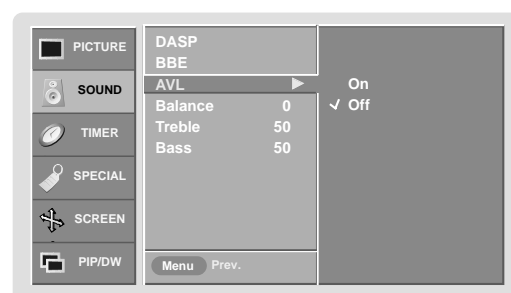 PICTURE
SOUND
TIMER
SPECIAL
SCREEN
PIP/DW
DASP
BBE
AVL
Balance 0
Treble 50
Bass 50
Menu Prev.
On
✓ Off